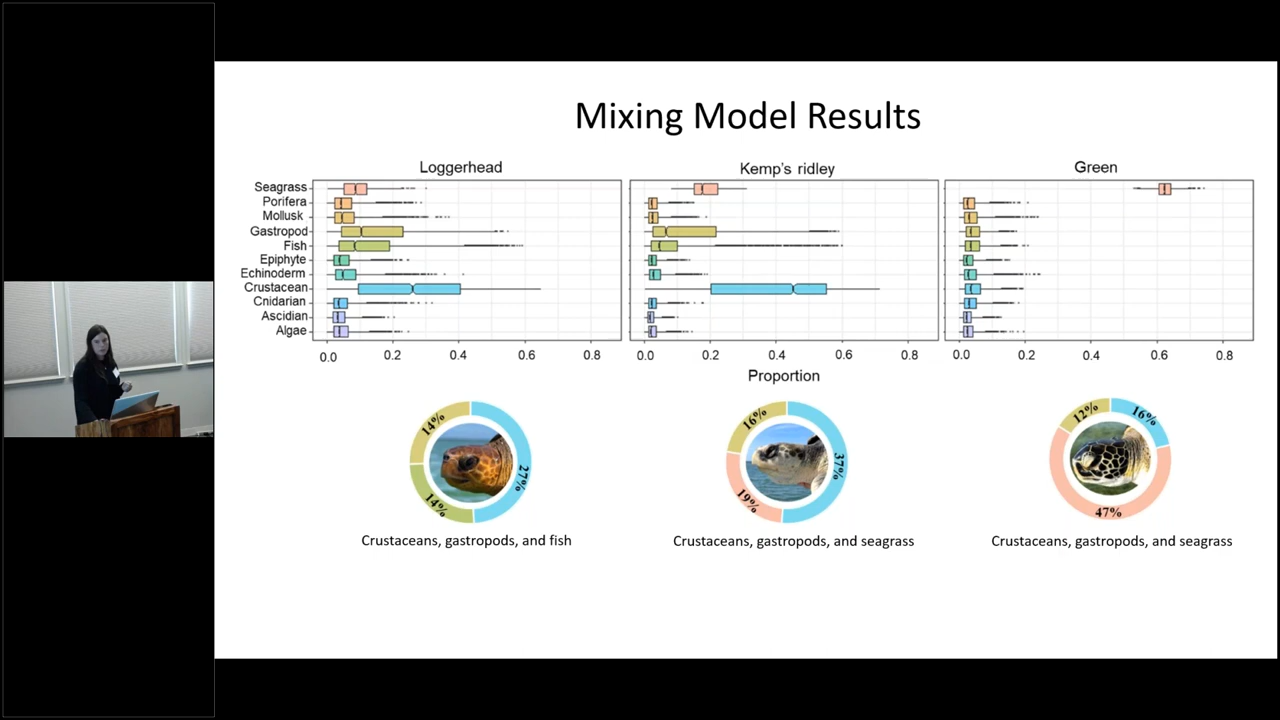 Mixing Model Results
Loggerhead
Kemp's ridley
Green
Seagrass
Porifera
Mollusk
Gastropod
Fish
Epiphyte
Echinoderm
Crustacean
Cnidarian
Ascidian
Algae
0.0 0.2 0.4 0.6 0.8
0.0 0.2 0.4 0.6 0.8
0.0 0.2 0.4 0.6 0.8
Proportion
14%
27%
14%
16%
37%
19%
12%
16%
47%
Crustaceans, gastropods, and fish
Crustaceans, gastropods, and seagrass
Crustaceans, gastropods, and seagrass